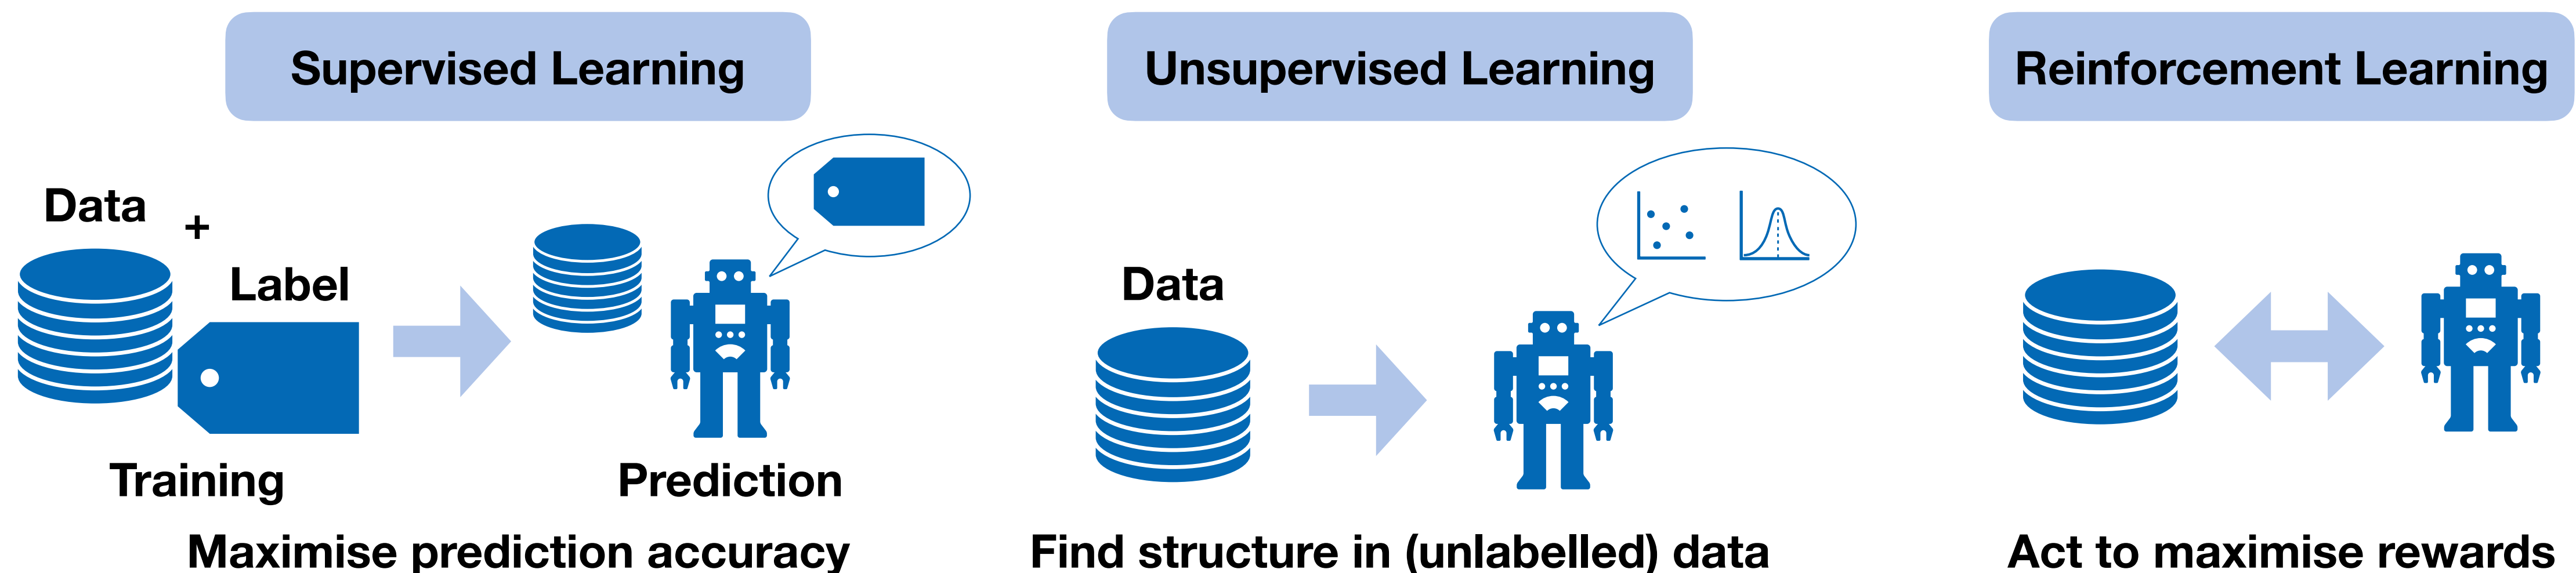 Supervised Learning
Data
+
Label
Training
Prediction
Maximise prediction accuracy
Unsupervised Learning
Data
Find structure in (unlabelled) data
Reinforcement Learning
Act to maximise rewards